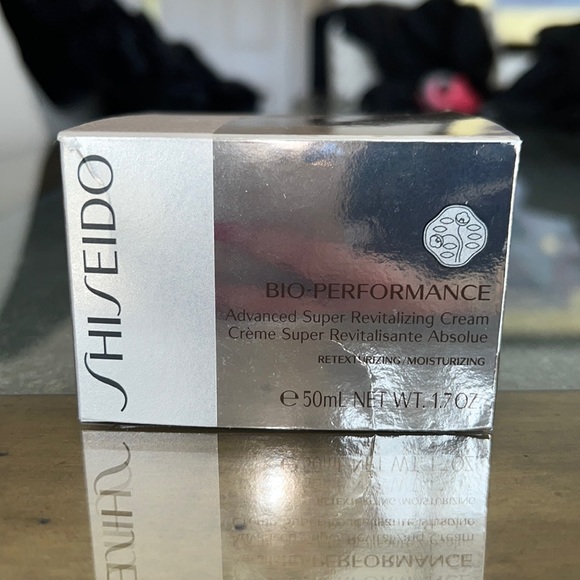 SHISEIDO
BIO-PERFORMANCE
Advanced Super Revitalizing Cream
Crème Super Revitalisante Absolue
RETEXTURIZING/MOISTURIZING
℮ 50mL NET WT. 1.7 OZ